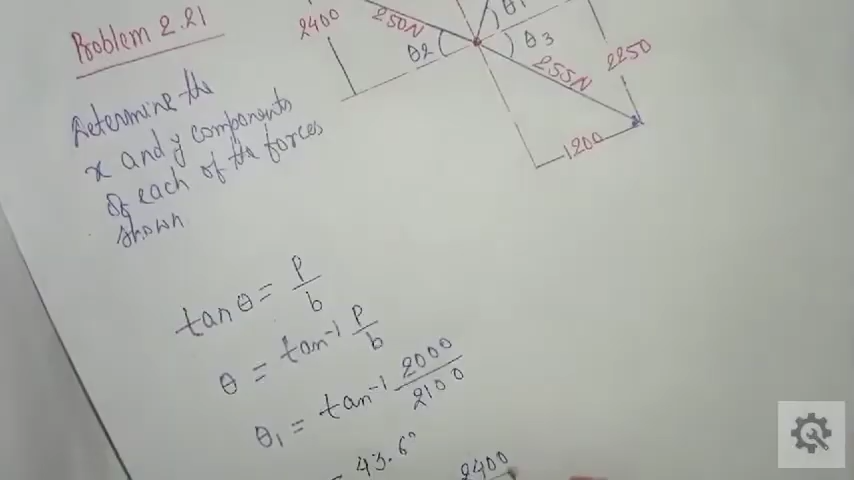 Problem 2.21
2400
250N
θ1
θ2
θ3
255N
2250
1200
Determine the
x and y components
of each of the forces
shown
tan θ = P/b
θ = tan⁻¹ P/b
θ₁ = tan⁻¹ 2000/2100
= 43.6°
2400